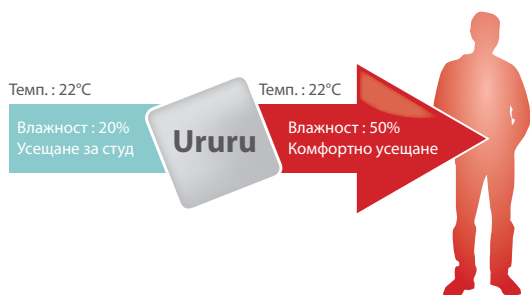 Темп. : 22°C
Влажност : 20%
Усещане за студ
Ururu
Темп. : 22°C
Влажност : 50%
Комфортно усещане